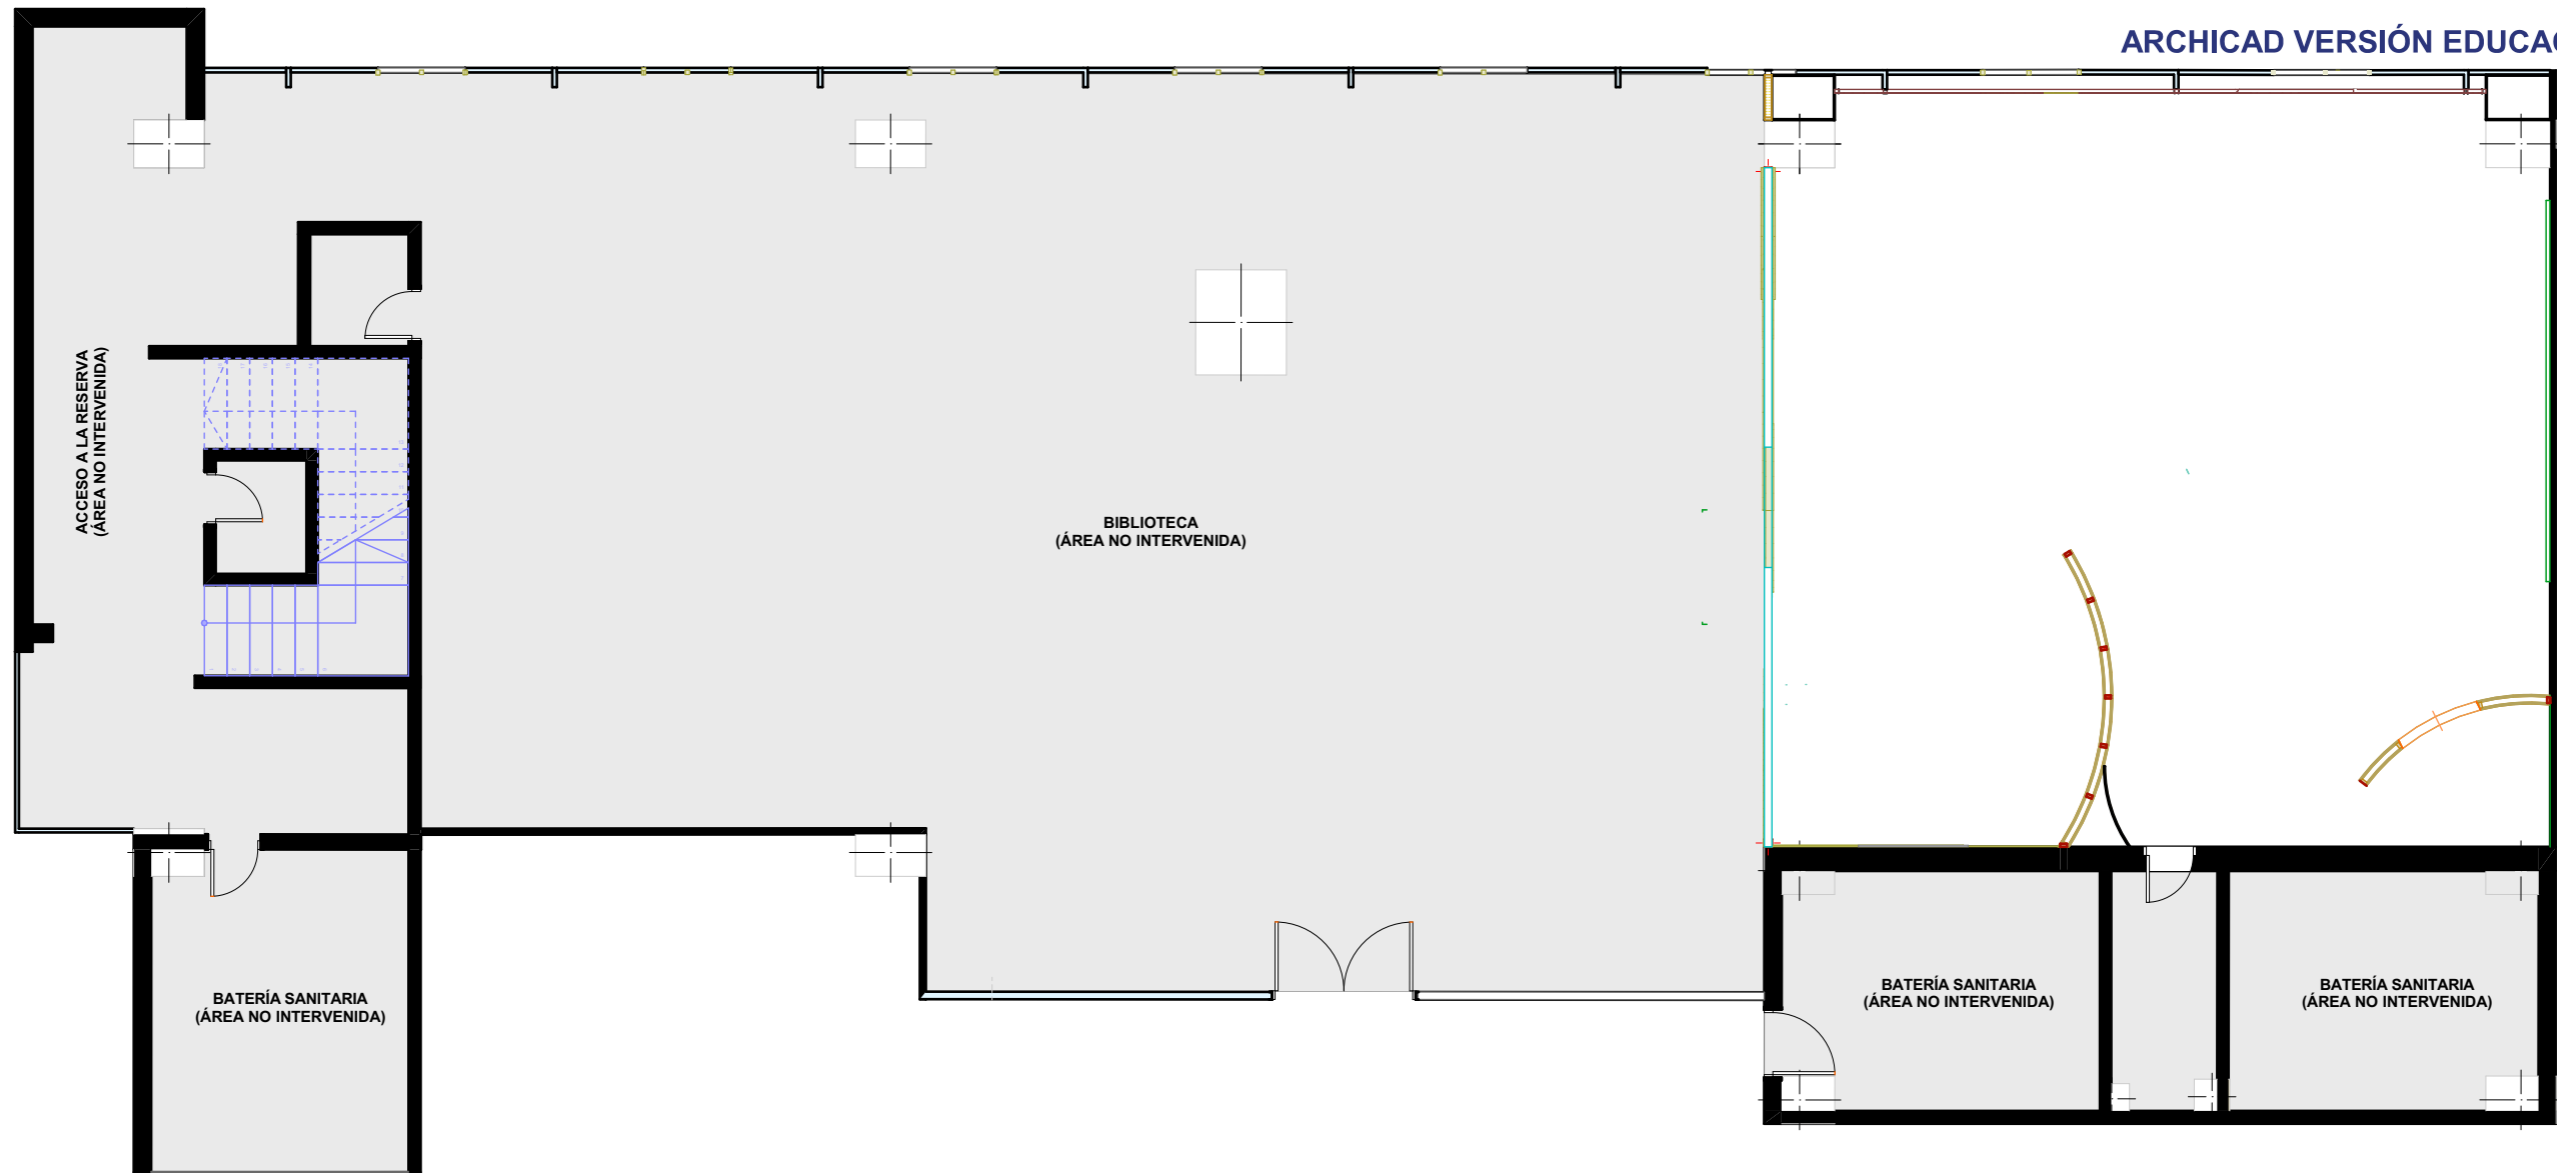 ARCHICAD VERSIÓN EDUCA
ACCESO A LA RESERVA
(ÁREA NO INTERVENIDA)
BIBLIOTECA
(ÁREA NO INTERVENIDA)
BATERÍA SANITARIA
(ÁREA NO INTERVENIDA)
BATERÍA SANITARIA
(ÁREA NO INTERVENIDA)
BATERÍA SANITARIA
(ÁREA NO INTERVENIDA)